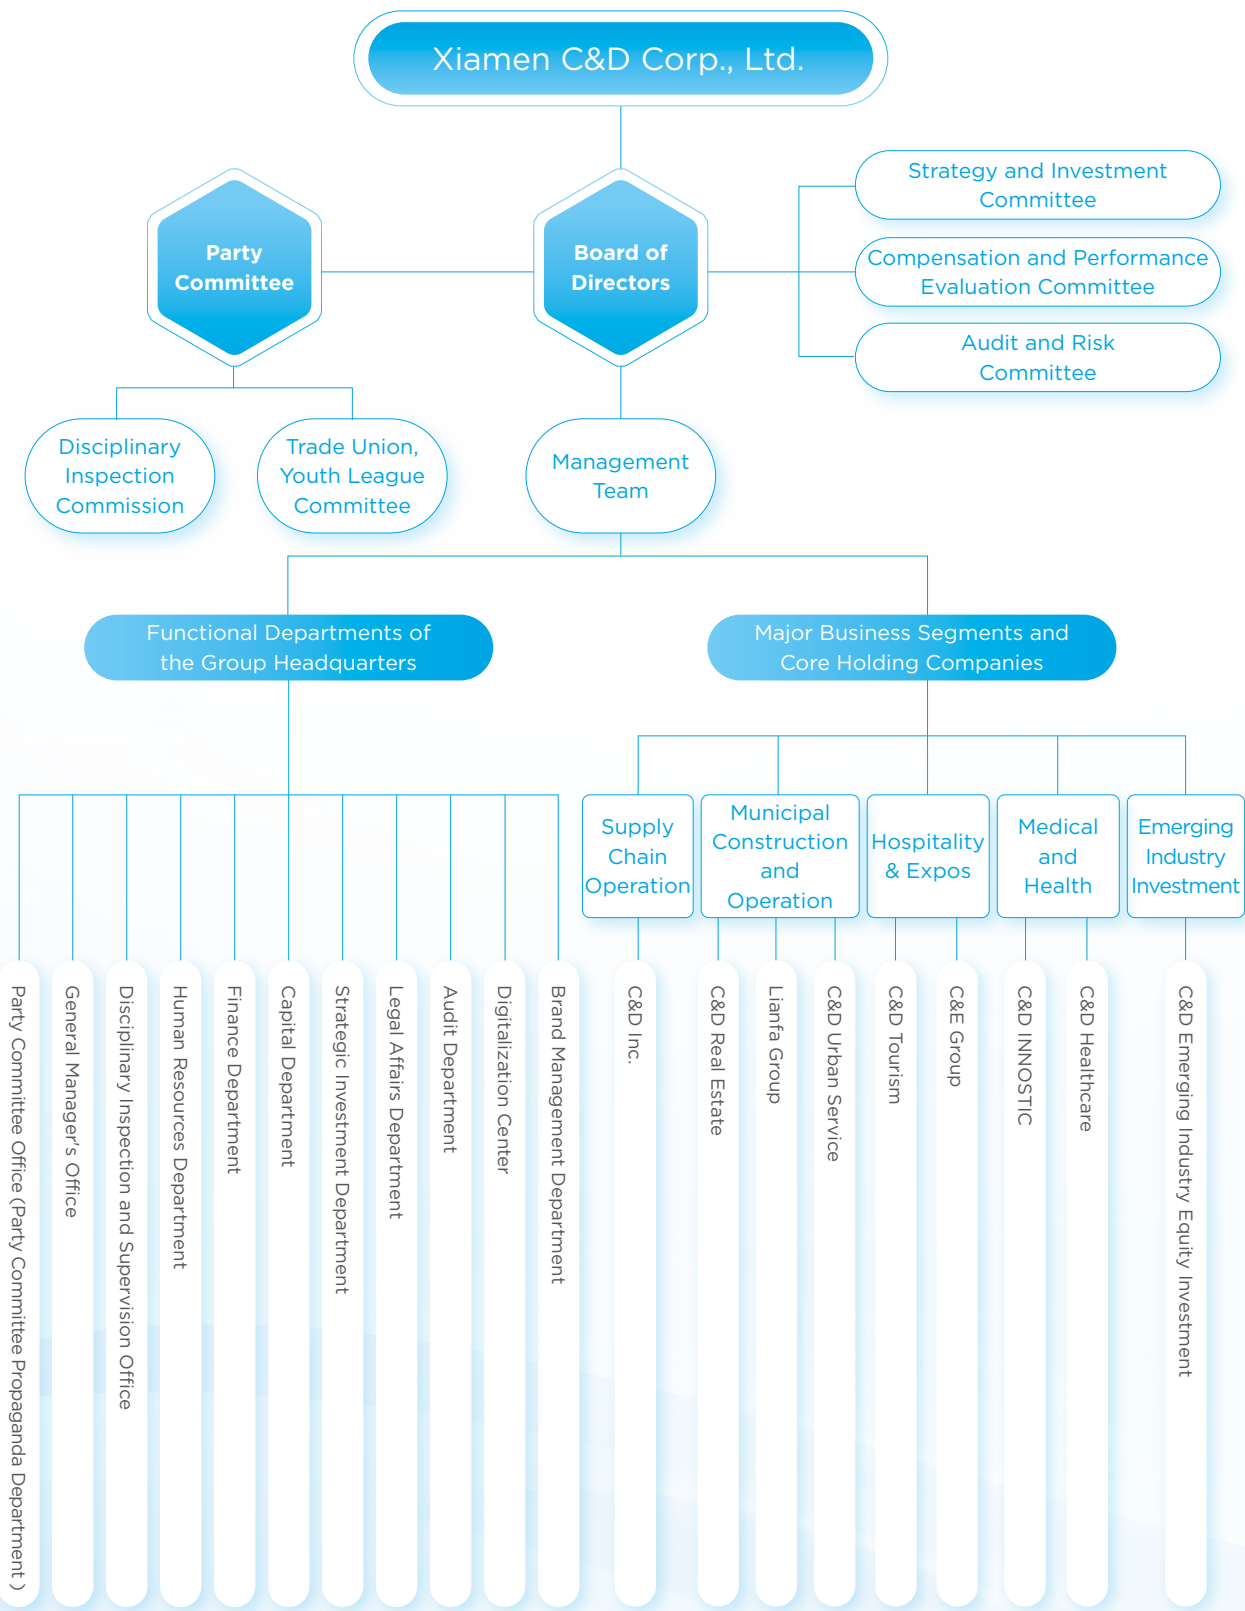 Xiamen C&D Corp., Ltd.
Party
Committee
Board of
Directors
Strategy and Investment
Committee
Compensation and Performance
Evaluation Committee
Audit and Risk
Committee
Disciplinary
Inspection
Commission
Trade Union,
Youth League
Committee
Management
Team
Functional Departments of
the Group Headquarters
Major Business Segments and
Core Holding Companies
Supply
Chain
Operation
Municipal
Construction
and
Operation
Hospitality
& Expos
Medical
and
Health
Emerging
Industry
Investment
Party Committee Office (Party Committee Propaganda Department )
General Manager's Office
Disciplinary Inspection and Supervision Office
Human Resources Department
Finance Department
Capital Department
Strategic Investment Department
Legal Affairs Department
Audit Department
Digitalization Center
Brand Management Department
C&D Inc.
C&D Real Estate
Lianfa Group
C&D Urban Service
C&D Tourism
C&E Group
C&D INNOSTIC
C&D Healthcare
C&D Emerging Industry Equity Investment